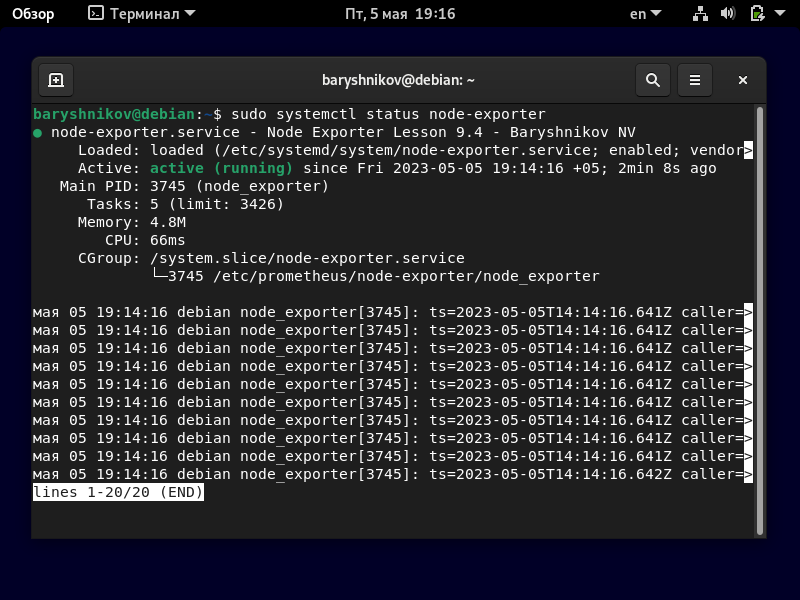 Обзор Терминал Пт, 5 мая 19:16 en
baryshnikov@debian: ~
baryshnikov@debian:~$ sudo systemctl status node-exporter
● node-exporter.service - Node Exporter Lesson 9.4 - Baryshnikov NV
Loaded: loaded (/etc/systemd/system/node-exporter.service; enabled; vendor>
Active: active (running) since Fri 2023-05-05 19:14:16 +05; 2min 8s ago
Main PID: 3745 (node_exporter)
Tasks: 5 (limit: 3426)
Memory: 4.8M
CPU: 66ms
CGroup: /system.slice/node-exporter.service
└─3745 /etc/prometheus/node-exporter/node_exporter
мая 05 19:14:16 debian node_exporter[3745]: ts=2023-05-05T14:14:16.641Z caller=>
мая 05 19:14:16 debian node_exporter[3745]: ts=2023-05-05T14:14:16.641Z caller=>
мая 05 19:14:16 debian node_exporter[3745]: ts=2023-05-05T14:14:16.641Z caller=>
мая 05 19:14:16 debian node_exporter[3745]: ts=2023-05-05T14:14:16.641Z caller=>
мая 05 19:14:16 debian node_exporter[3745]: ts=2023-05-05T14:14:16.641Z caller=>
мая 05 19:14:16 debian node_exporter[3745]: ts=2023-05-05T14:14:16.641Z caller=>
мая 05 19:14:16 debian node_exporter[3745]: ts=2023-05-05T14:14:16.641Z caller=>
мая 05 19:14:16 debian node_exporter[3745]: ts=2023-05-05T14:14:16.641Z caller=>
мая 05 19:14:16 debian node_exporter[3745]: ts=2023-05-05T14:14:16.641Z caller=>
мая 05 19:14:16 debian node_exporter[3745]: ts=2023-05-05T14:14:16.642Z caller=>
lines 1-20/20 (END)